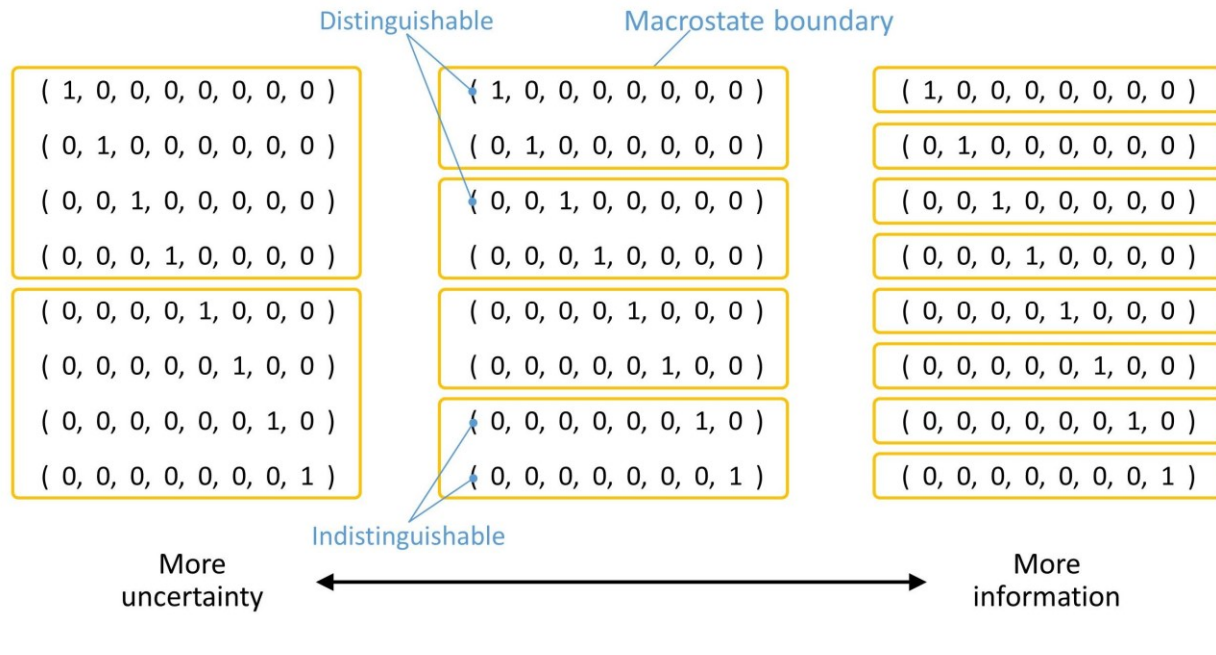 Distinguishable
Macrostate boundary
( 1, 0, 0, 0, 0, 0, 0, 0 )
( 0, 1, 0, 0, 0, 0, 0, 0 )
( 0, 0, 1, 0, 0, 0, 0, 0 )
( 0, 0, 0, 1, 0, 0, 0, 0 )
( 0, 0, 0, 0, 1, 0, 0, 0 )
( 0, 0, 0, 0, 0, 1, 0, 0 )
( 0, 0, 0, 0, 0, 0, 1, 0 )
( 0, 0, 0, 0, 0, 0, 0, 1 )
( 1, 0, 0, 0, 0, 0, 0, 0 )
( 0, 1, 0, 0, 0, 0, 0, 0 )
( 0, 0, 1, 0, 0, 0, 0, 0 )
( 0, 0, 0, 1, 0, 0, 0, 0 )
( 0, 0, 0, 0, 1, 0, 0, 0 )
( 0, 0, 0, 0, 0, 1, 0, 0 )
( 0, 0, 0, 0, 0, 0, 1, 0 )
( 0, 0, 0, 0, 0, 0, 0, 1 )
( 1, 0, 0, 0, 0, 0, 0, 0 )
( 0, 1, 0, 0, 0, 0, 0, 0 )
( 0, 0, 1, 0, 0, 0, 0, 0 )
( 0, 0, 0, 1, 0, 0, 0, 0 )
( 0, 0, 0, 0, 1, 0, 0, 0 )
( 0, 0, 0, 0, 0, 1, 0, 0 )
( 0, 0, 0, 0, 0, 0, 1, 0 )
( 0, 0, 0, 0, 0, 0, 0, 1 )
Indistinguishable
More
uncertainty
More
information